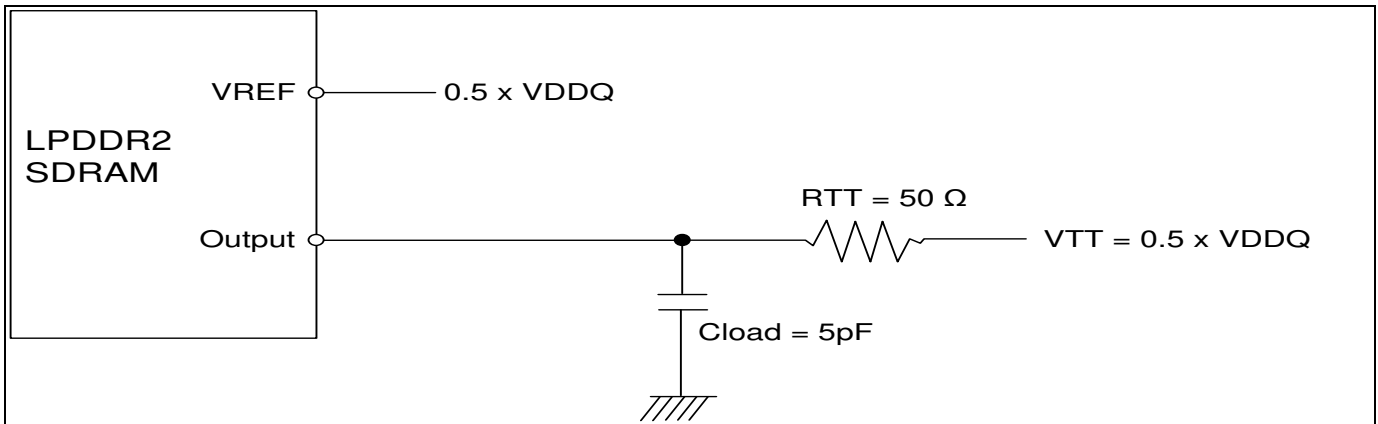 VREF
0.5 x VDDQ
LPDDR2
SDRAM
RTT = 50 Ω
Output
VTT = 0.5 x VDDQ
Cload = 5pF